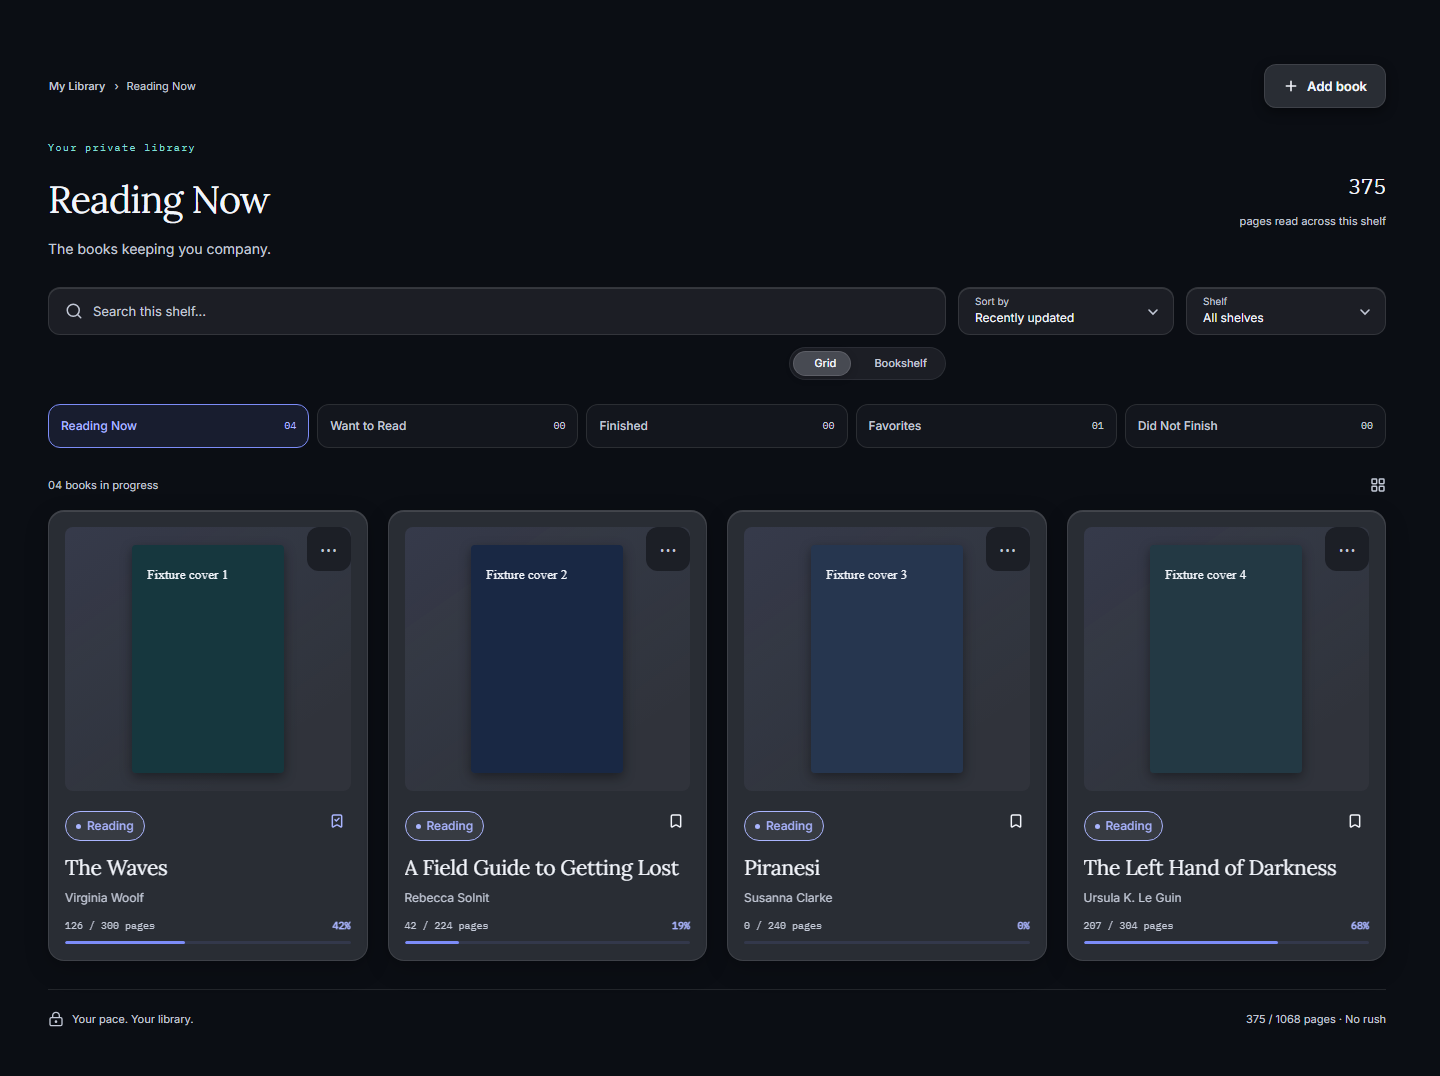 My Library › Reading Now
+ Add book
Your private library
Reading Now
375
pages read across this shelf
The books keeping you company.
Search this shelf...
Sort by
Recently updated
Shelf
All shelves
Grid
Bookshelf
Reading Now 04
Want to Read 00
Finished 00
Favorites 01
Did Not Finish 00
04 books in progress
Fixture cover 1
Reading
The Waves
Virginia Woolf
126 / 300 pages 42%
Fixture cover 2
Reading
A Field Guide to Getting Lost
Rebecca Solnit
42 / 224 pages 19%
Fixture cover 3
Reading
Piranesi
Susanna Clarke
0 / 240 pages 0%
Fixture cover 4
Reading
The Left Hand of Darkness
Ursula K. Le Guin
207 / 304 pages 68%
Your pace. Your library.
375 / 1068 pages · No rush